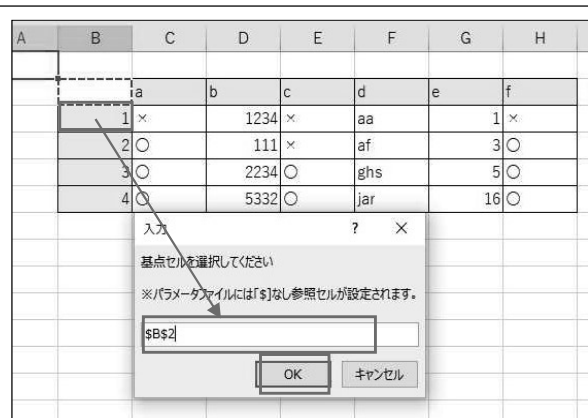 A B C D E F G H
a b c d e f
1 × 1234 × aa 1 ×
2 ○ 111 × af 3 ○
3 ○ 2234 ○ ghs 5 ○
4 ○ 5332 ○ jar 16 ○
入力 ? ×
基点セルを選択してください
※パラメータファイルには「$]なし参照セルが設定されます。
$B$2
OK キャンセル